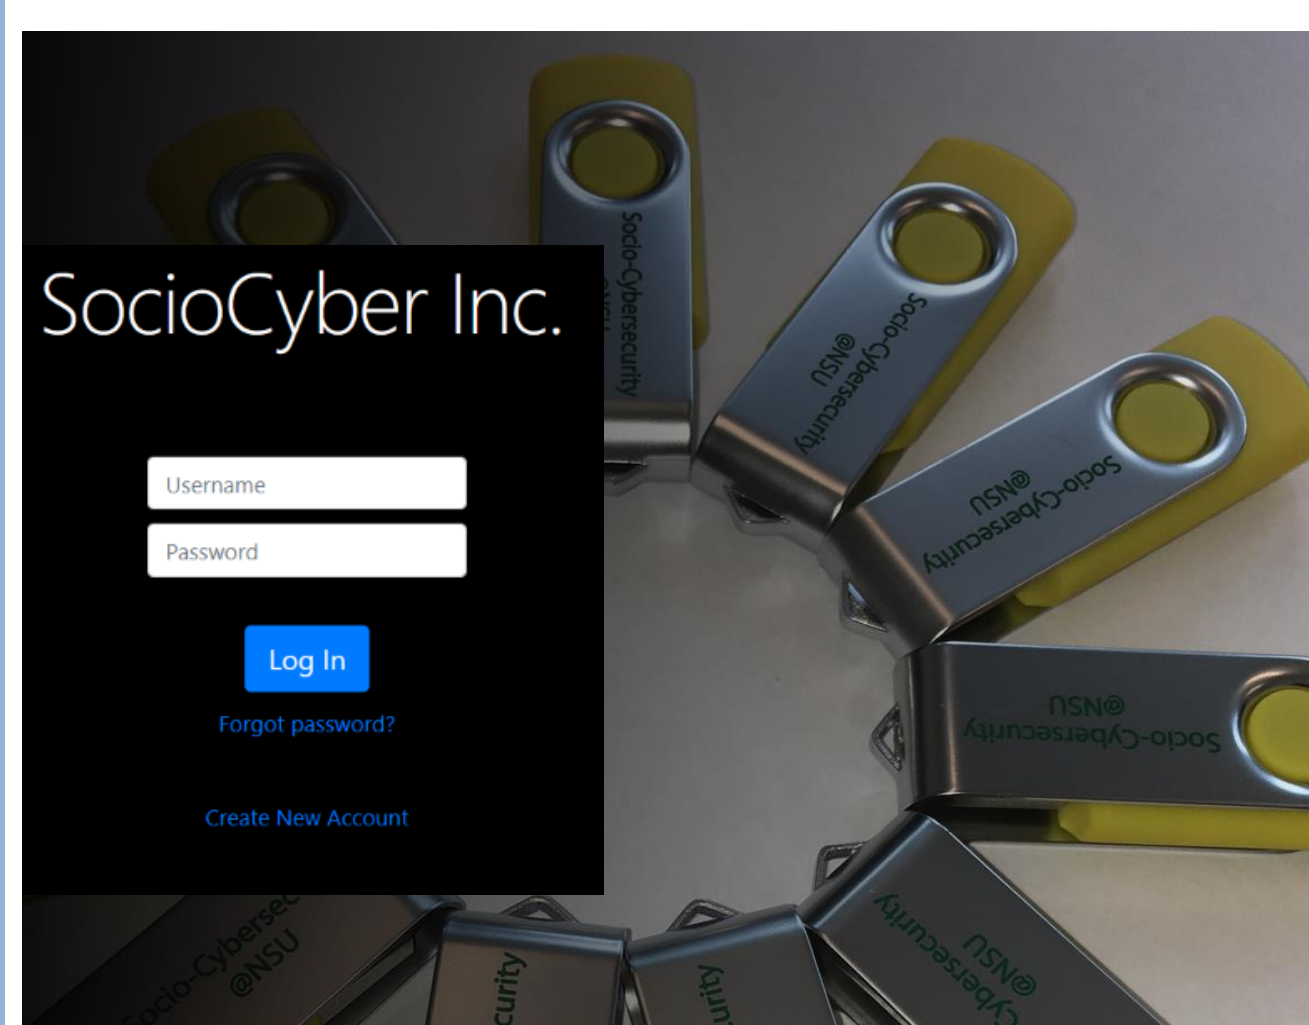 Socio-Cybersecurity
Socio-Cybersecurity
@NSU
Socio-Cybersecurity
@NSU
Socio-Cybersecurity
@NSU
SocioCyber Inc.
Username
Password
Log In
Forgot password?
Create New Account
@NSU
@NSU